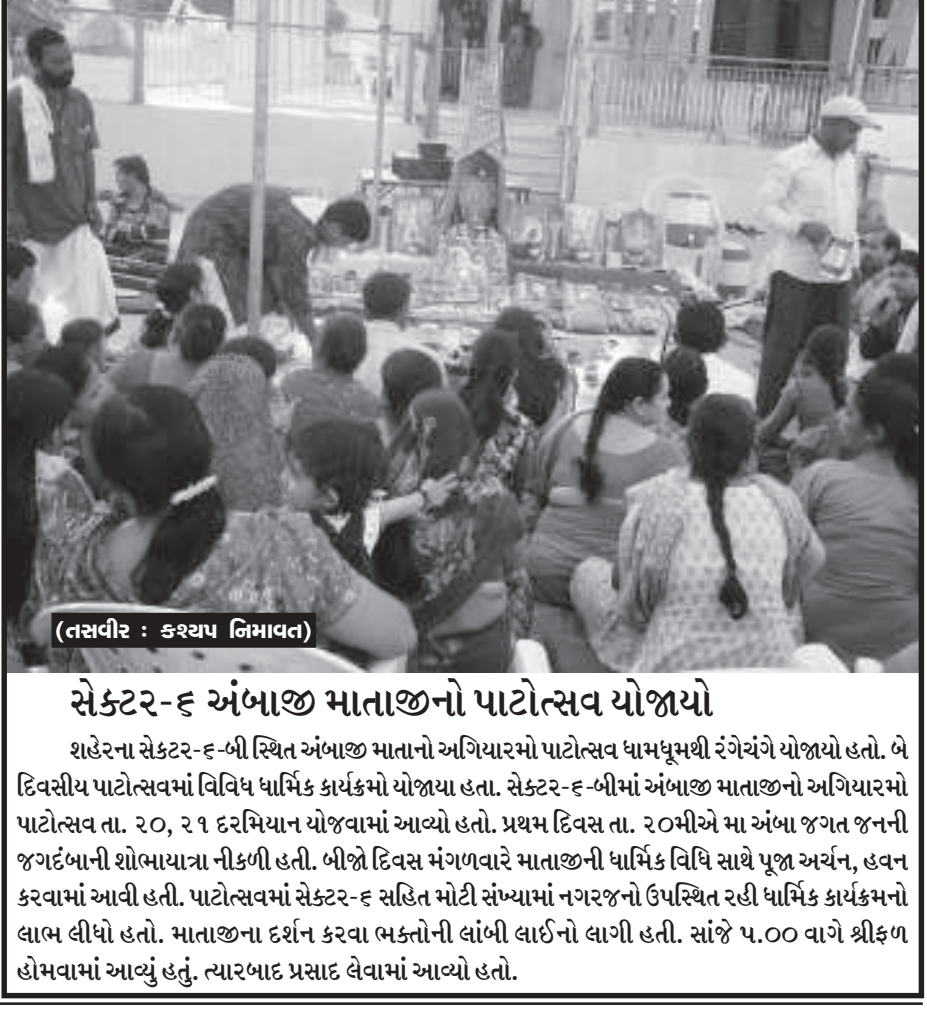 (તસવીર : કશ્યપ નિમાવત)
સેક્ટર-૬ અંબાજી માતાજીનો પાટોત્સવ યોજાયો
શહેરના સેકટર-૬-બી સ્થિત અંબાજી માતાનો અગિયારમો પાટોત્સવ ધામધૂમથી રંગેચંગે યોજાયો હતો. બે
દિવસીય પાટોત્સવમાં વિવિધ ધાર્મિક કાર્યક્રમો યોજાયા હતા. સેક્ટર-૬-બીમાં અંબાજી માતાજીનો અગિયારમો
પાટોત્સવ તા. ૨૦, ૨૧ દરમિયાન યોજવામાં આવ્યો હતો. પ્રથમ દિવસ તા. ૨૦મીએ મા અંબા જગત જનની
જગદંબાની શોભાયાત્રા નીકળી હતી. બીજો દિવસ મંગળવારે માતાજીની ધાર્મિક વિધિ સાથે પૂજા અર્ચન, હવન
કરવામાં આવી હતી. પાટોત્સવમાં સેક્ટર-૬ સહિત મોટી સંખ્યામાં નગરજનો ઉપસ્થિત રહી ધાર્મિક કાર્યક્રમનો
લાભ લીધો હતો. માતાજીના દર્શન કરવા ભક્તોની લાંબી લાઈનો લાગી હતી. સાંજે ૫.૦૦ વાગે શ્રીફળ
હોમવામાં આવ્યું હતું. ત્યારબાદ પ્રસાદ લેવામાં આવ્યો હતો.